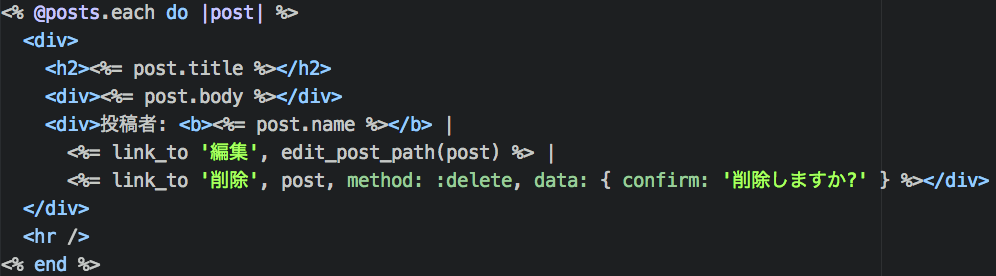 <% @posts.each do |post| %>
  <div>
    <h2><%= post.title %></h2>
    <div><%= post.body %></div>
    <div>投稿者: <b><%= post.name %></b> |
      <%= link_to '編集', edit_post_path(post) %> |
      <%= link_to '削除', post, method: :delete, data: { confirm: '削除しますか?' } %></div>
  </div>
  <hr />
<% end %>